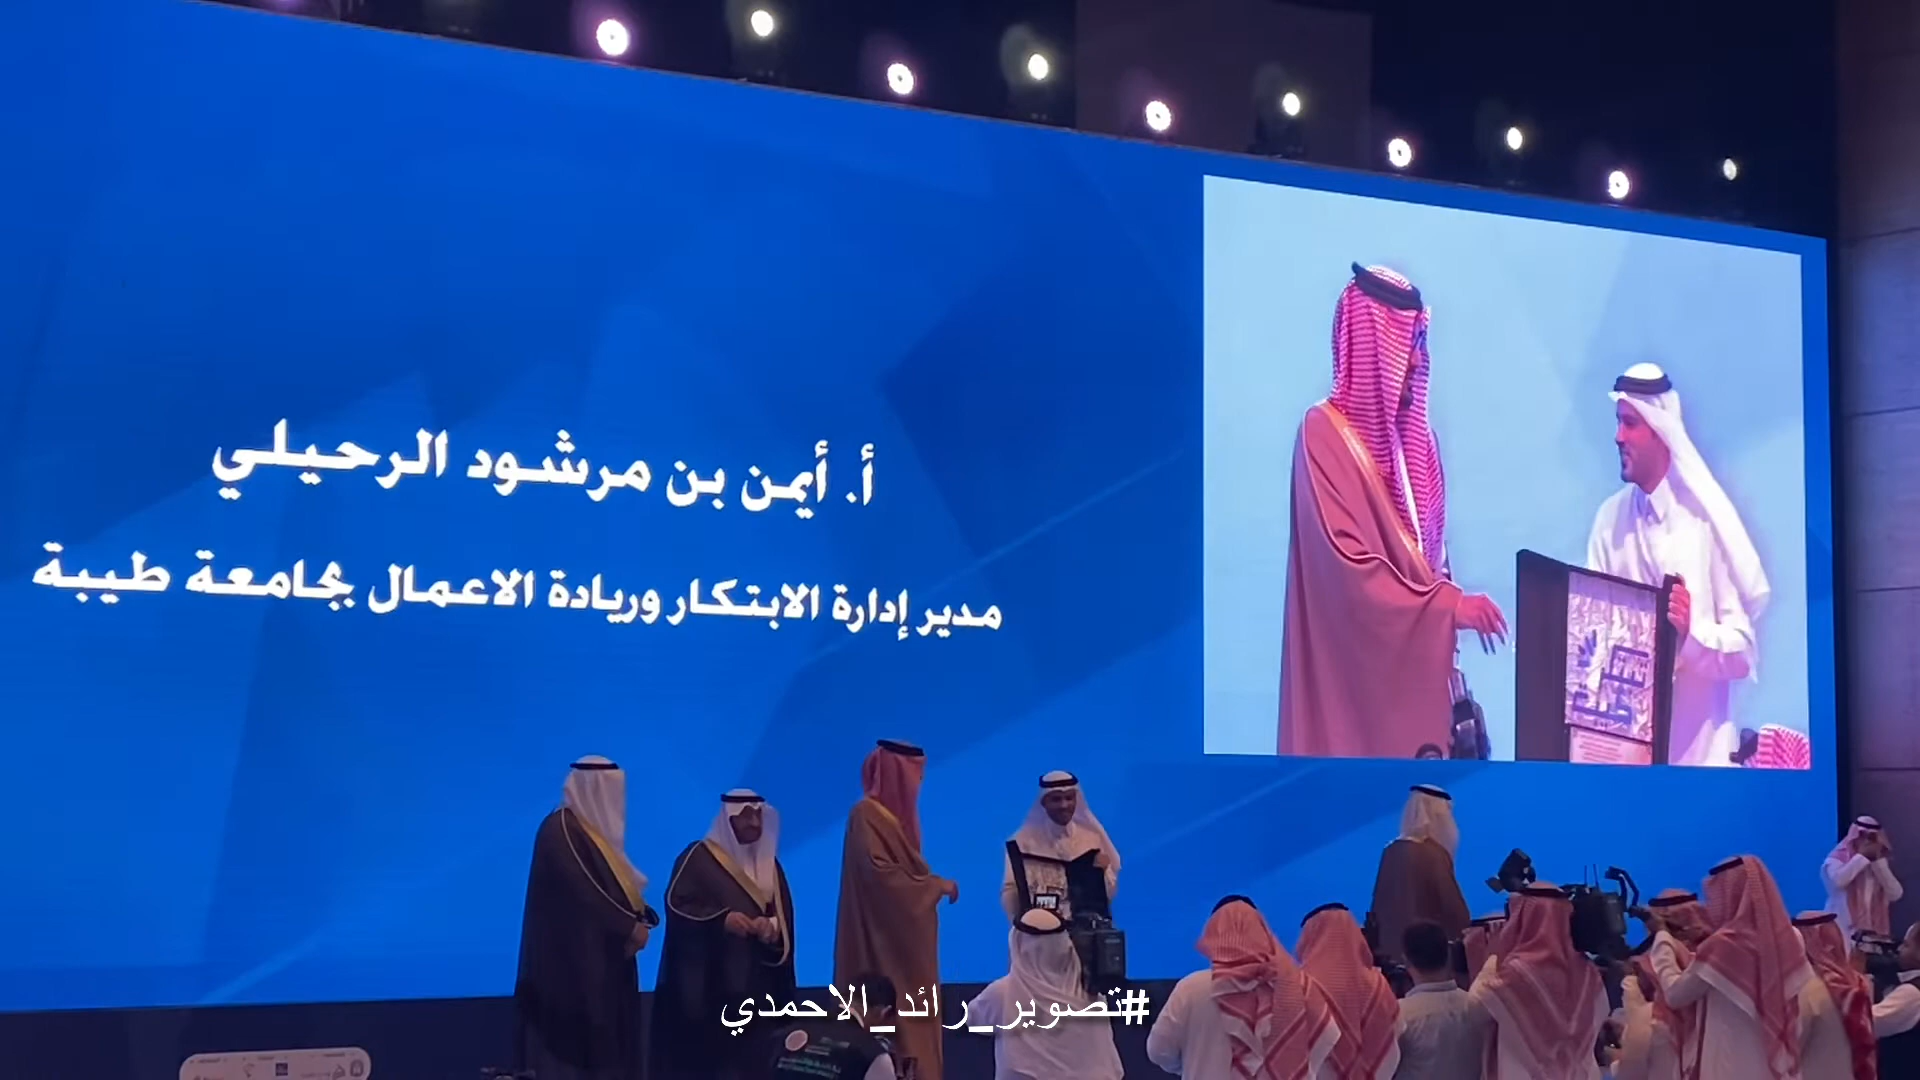 أ. أيمن بن مرشود الرحيلي
مدير إدارة الابتكار وريادة الاعمال بجامعة طيبة
#تصوير_رائد_الاحمدي